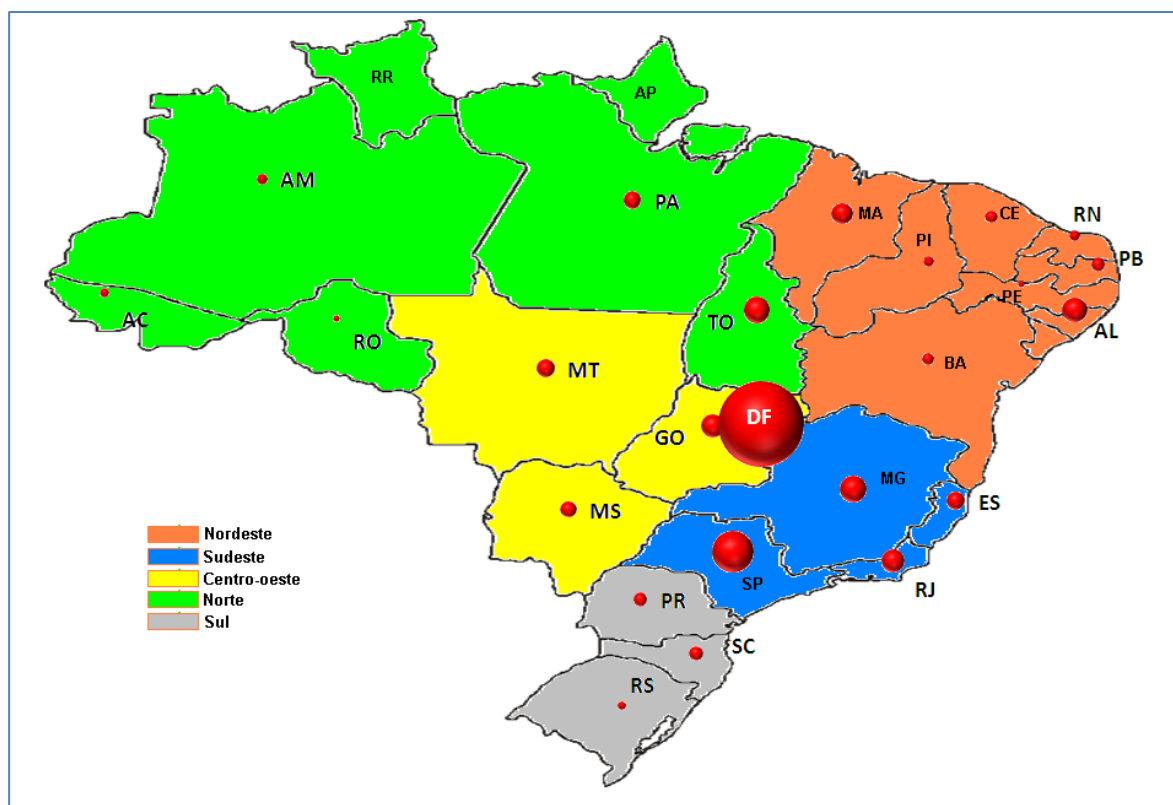 RR
AP
AM
PA
MA
CE
RN
PI
PB
PE
AC
RO
TO
AL
MT
BA
DF
GO
MG
MS
ES
SP
RJ
PR
SC
RS
Nordeste
Sudeste
Centro-oeste
Norte
Sul